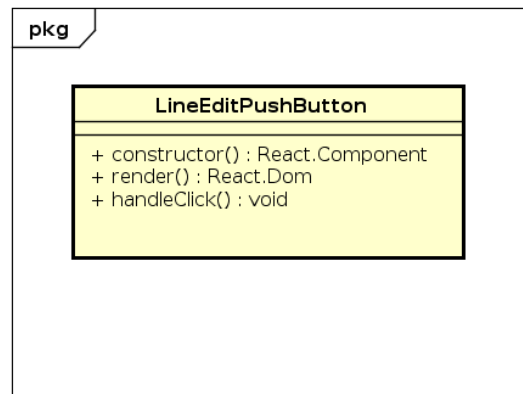 pkg
LineEditPushButton
+ constructor() : React.Component
+ render() : React.Dom
+ handleClick() : void